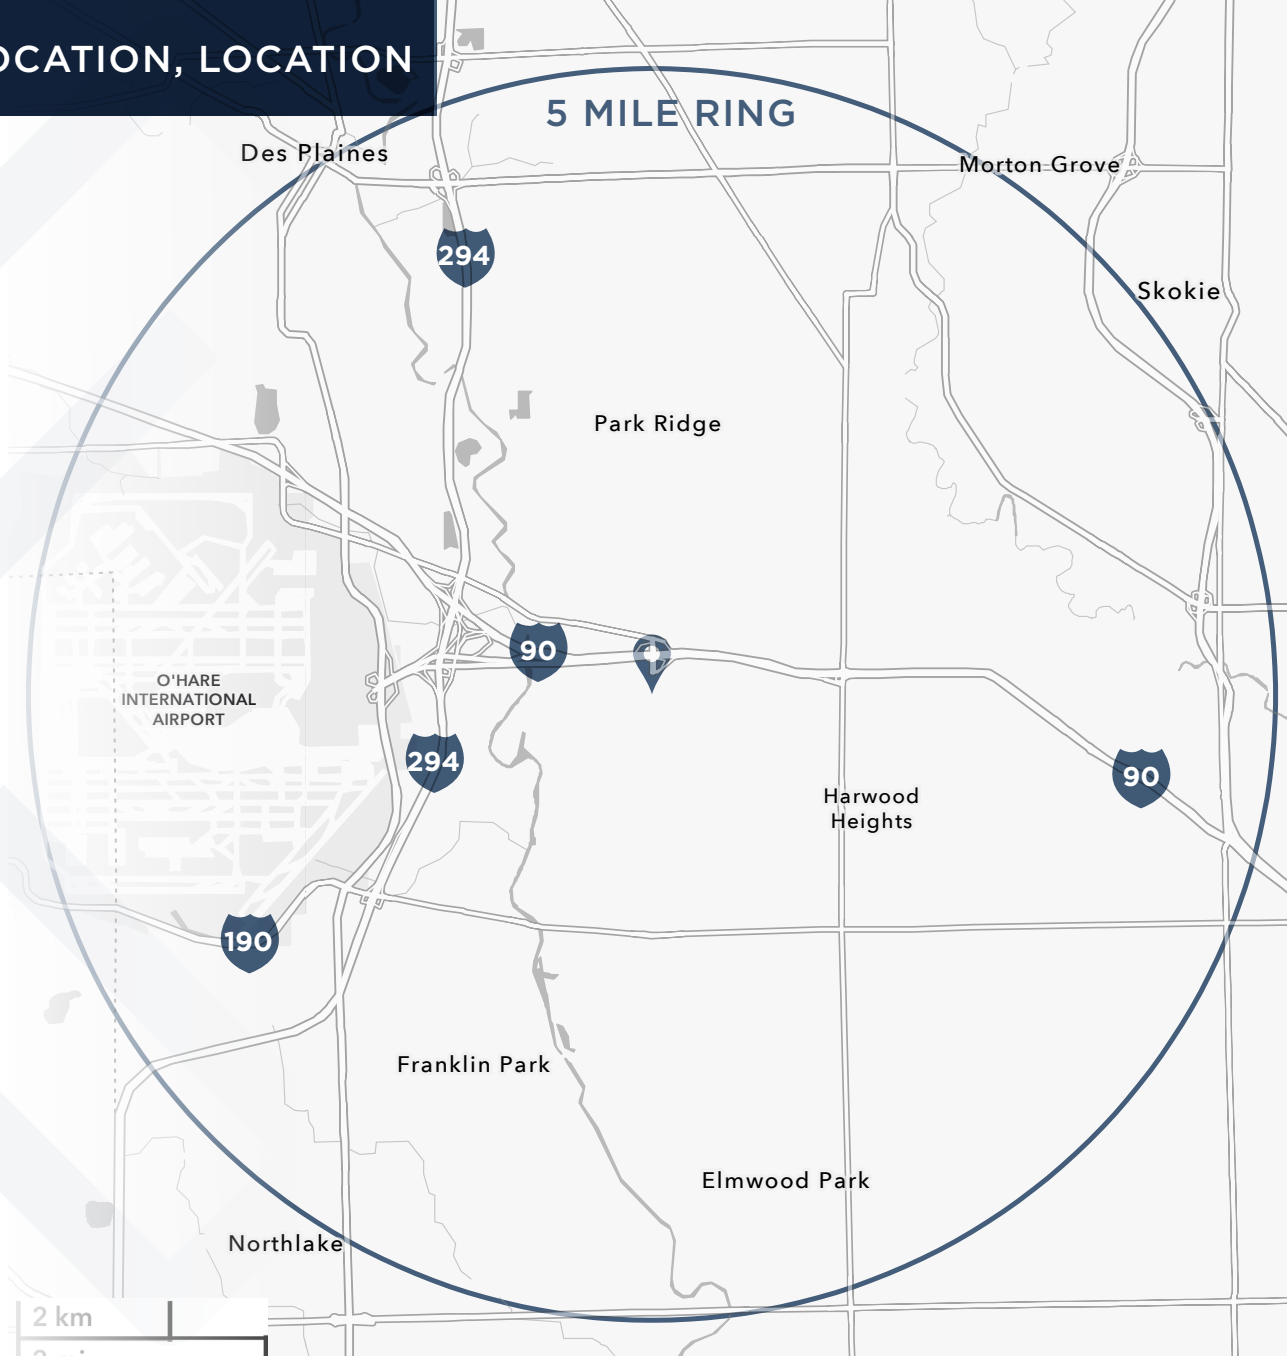 OCATION, LOCATION
5 MILE RING
Des Plaines
Morton Grove
294
Skokie
Park Ridge
90
O'HARE
INTERNATIONAL
AIRPORT
294
90
Harwood
Heights
190
Franklin Park
Elmwood Park
Northlake
2 km